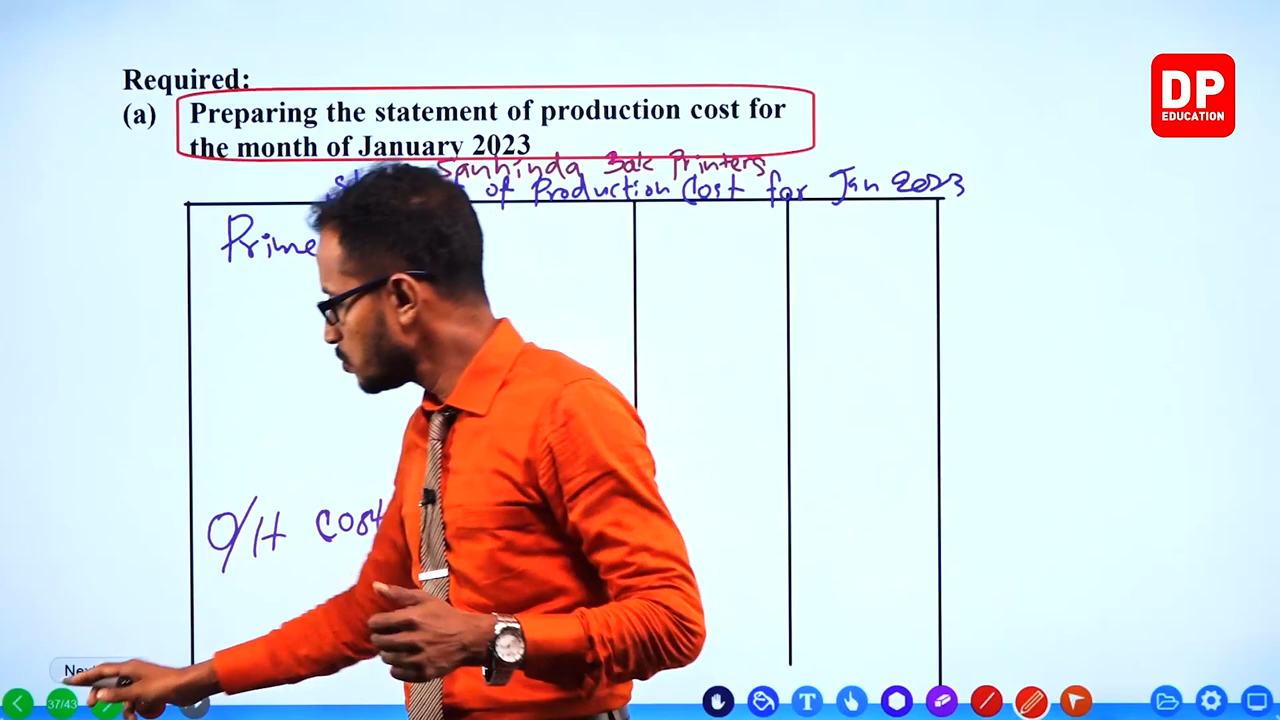 DP
EDUCATION
Required:
(a) Preparing the statement of production cost for
the month of January 2023
Sanhinda Printers
of Production Cost for Jan 2023
Prime
O/H Cost
37/43
T